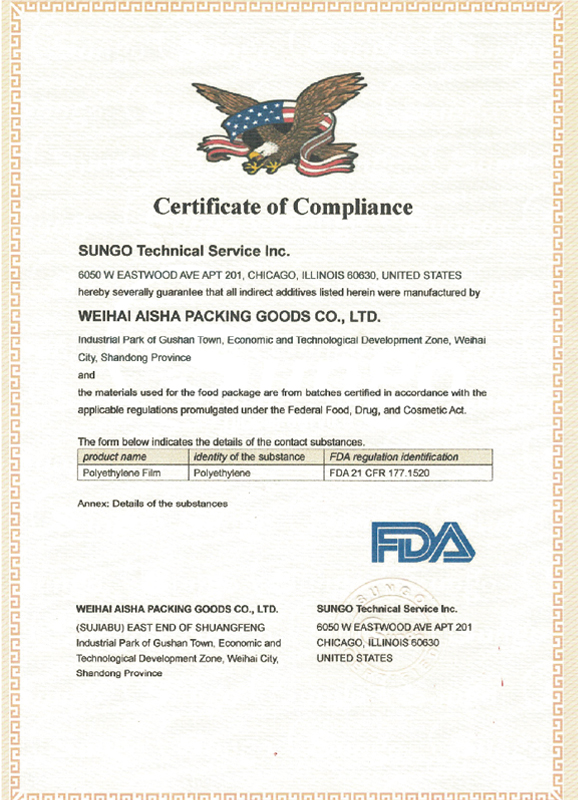 Certificate of Compliance
SUNGO Technical Service Inc.
6050 W EASTWOOD AVE APT 201, CHICAGO, ILLINOIS 60630, UNITED STATES
hereby severally guarantee that all indirect additives listed herein were manufactured by
WEIHAI AISHA PACKING GOODS CO., LTD.
Industrial Park of Gushan Town, Economic and Technological Development Zone, Weihai
City, Shandong Province
and
the materials used for the food package are from batches certified in accordance with the
applicable regulations promulgated under the Federal Food, Drug, and Cosmetic Act.
The form below indicates the details of the contact substances.
product name identity of the substance FDA regulation identification
Polyethylene Film Polyethylene FDA 21 CFR 177.1520
Annex: Details of the substances
FDA
WEIHAI AISHA PACKING GOODS CO., LTD.
(SUJIABU) EAST END OF SHUANGFENG
Industrial Park of Gushan Town, Economic and
Technological Development Zone, Weihai City,
Shandong Province
SUNGO
SUNGO Technical Service Inc.
6050 W EASTWOOD AVE APT 201
CHICAGO, ILLINOIS 60630
UNITED STATES